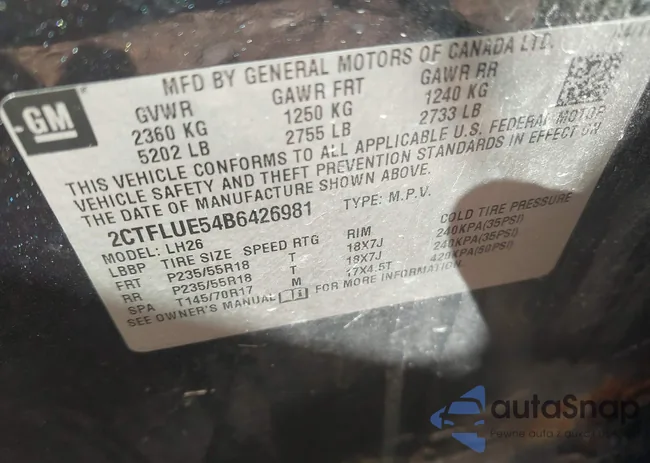 MFD BY GENERAL MOTORS OF CANADA LTD.
GM
GVWR GAWR FRT GAWR RR
2360 KG 1250 KG 1240 KG
5202 LB 2755 LB 2733 LB
THIS VEHICLE CONFORMS TO ALL APPLICABLE U.S. FEDERAL MOTOR
VEHICLE SAFETY AND THEFT PREVENTION STANDARDS IN EFFECT ON
THE DATE OF MANUFACTURE SHOWN ABOVE.
2CTFLUE54B6426981 TYPE: M.P.V.
MODEL: LH26
LBBP TIRE SIZE SPEED RTG RIM COLD TIRE PRESSURE
FRT P235/55R18 T 18X7J 240KPA(35PSI)
RR P235/55R18 T 18X7J 240KPA(35PSI)
SPA T145/70R17 M 17X4.5T 420KPA(60PSI)
SEE OWNER'S MANUAL FOR MORE INFORMATION
autaSnap
Pewne auta z aukcji